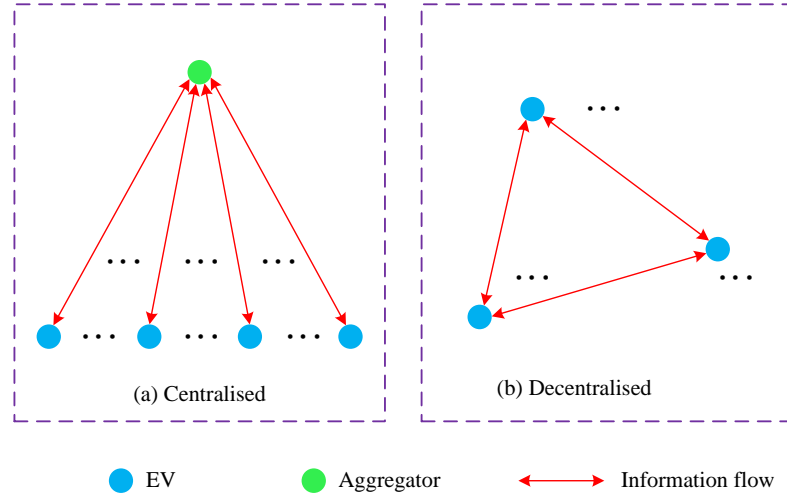 (a) Centralised
(b) Decentralised
EV
Aggregator
Information flow